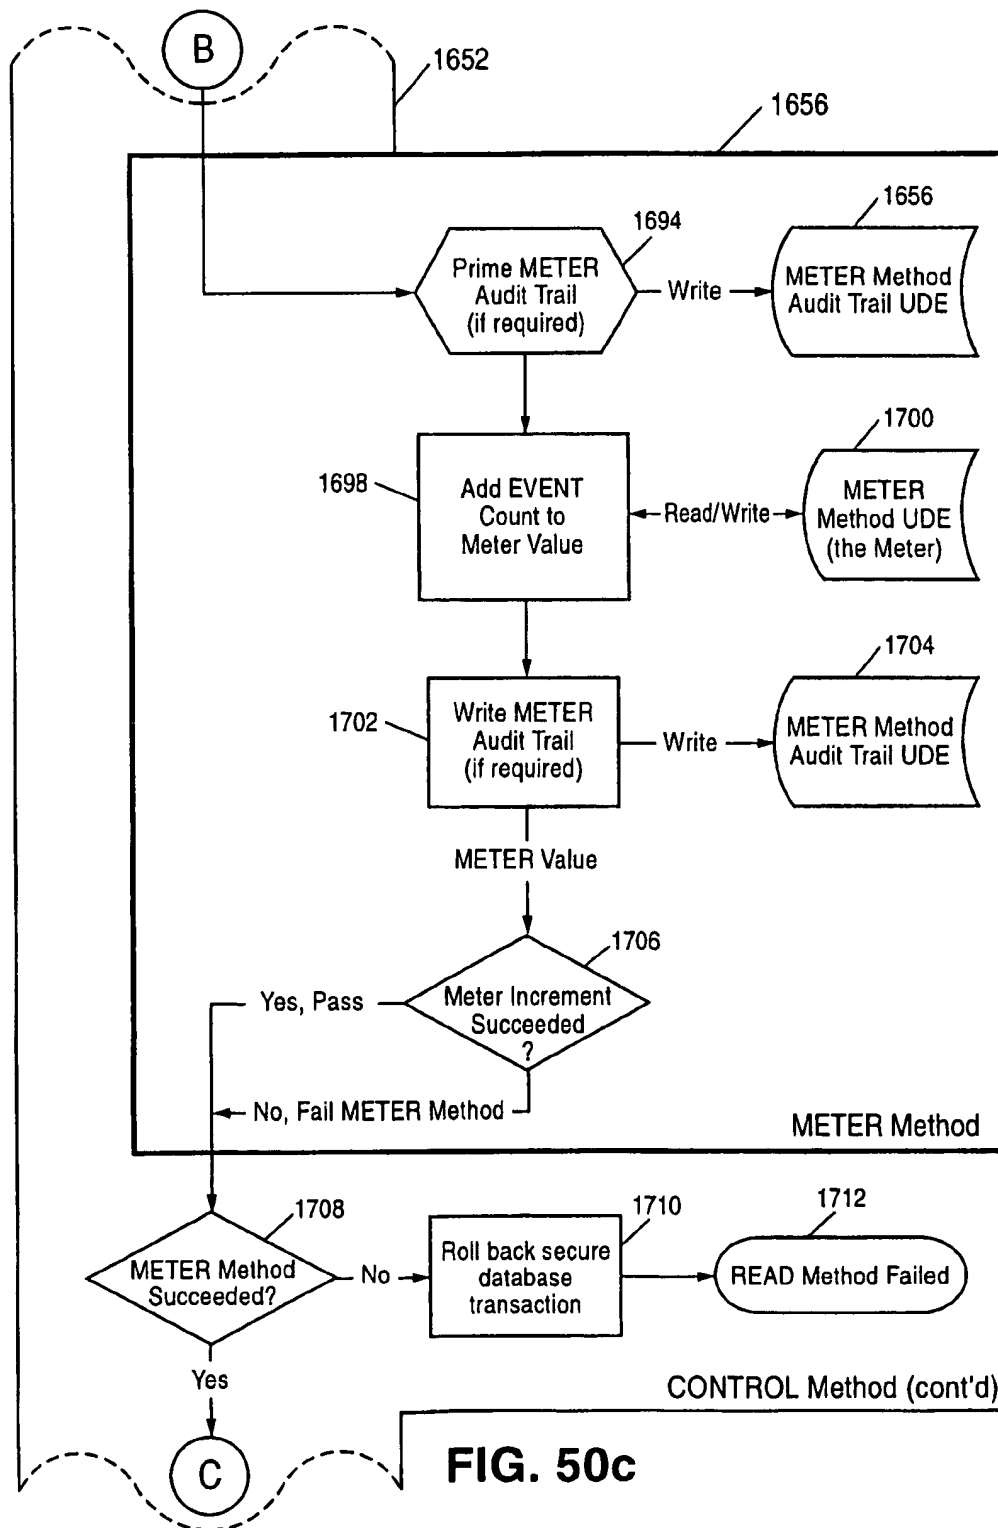 B
1652
1656
1656
1694
Prime METER
Audit Trail
(if required)
Write
METER Method
Audit Trail UDE
1700
1698
Add EVENT
Count to
Meter Value
Read/Write
METER
Method UDE
(the Meter)
1704
1702
Write METER
Audit Trail
(if required)
Write
METER Method
Audit Trail UDE
METER Value
1706
Yes, Pass
Meter Increment
Succeeded
?
No, Fail METER Method
METER Method
1708
1710
1712
METER Method
Succeeded?
No
Roll back secure
database
transaction
READ Method Failed
Yes
CONTROL Method (cont'd)
C
FIG. 50c